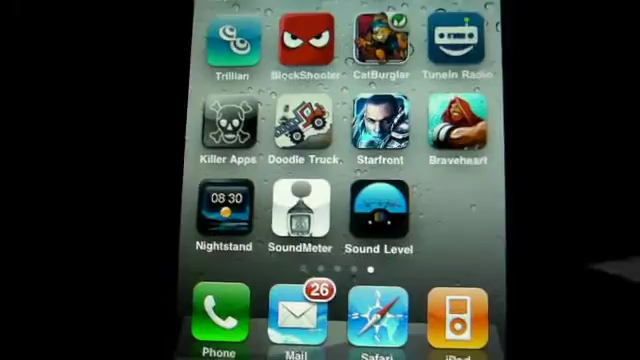 Trillian BlockShooter CatBurglar TuneIn Radio
Killer Apps Doodle Truck Starfront Braveheart
08 30
Nightstand SoundMeter Sound Level
26
Phone Mail Safari iPod